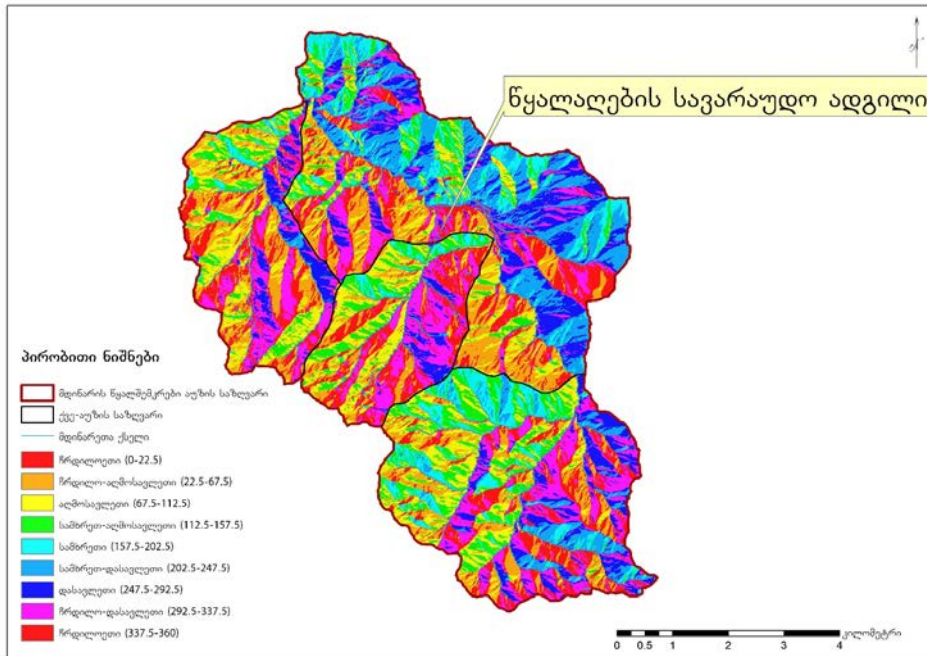 წყალაღების სავარაუდო ადგილი
პირობითი ნიშნები
მდინარის წყალშემკრები აუზის საზღვარი
ქვე-აუზის საზღვარი
მდინარეთა ქსელი
ჩრდილოეთი (0-22.5)
ჩრდილო-აღმოსავლეთი (22.5-67.5)
აღმოსავლეთი (67.5-112.5)
სამხრეთ-აღმოსავლეთი (112.5-157.5)
სამხრეთი (157.5-202.5)
სამხრეთ-დასავლეთი (202.5-247.5)
დასავლეთი (247.5-292.5)
ჩრდილო-დასავლეთი (292.5-337.5)
ჩრდილოეთი (337.5-360)
0 0.5 1 2 3 4 კილომეტრი